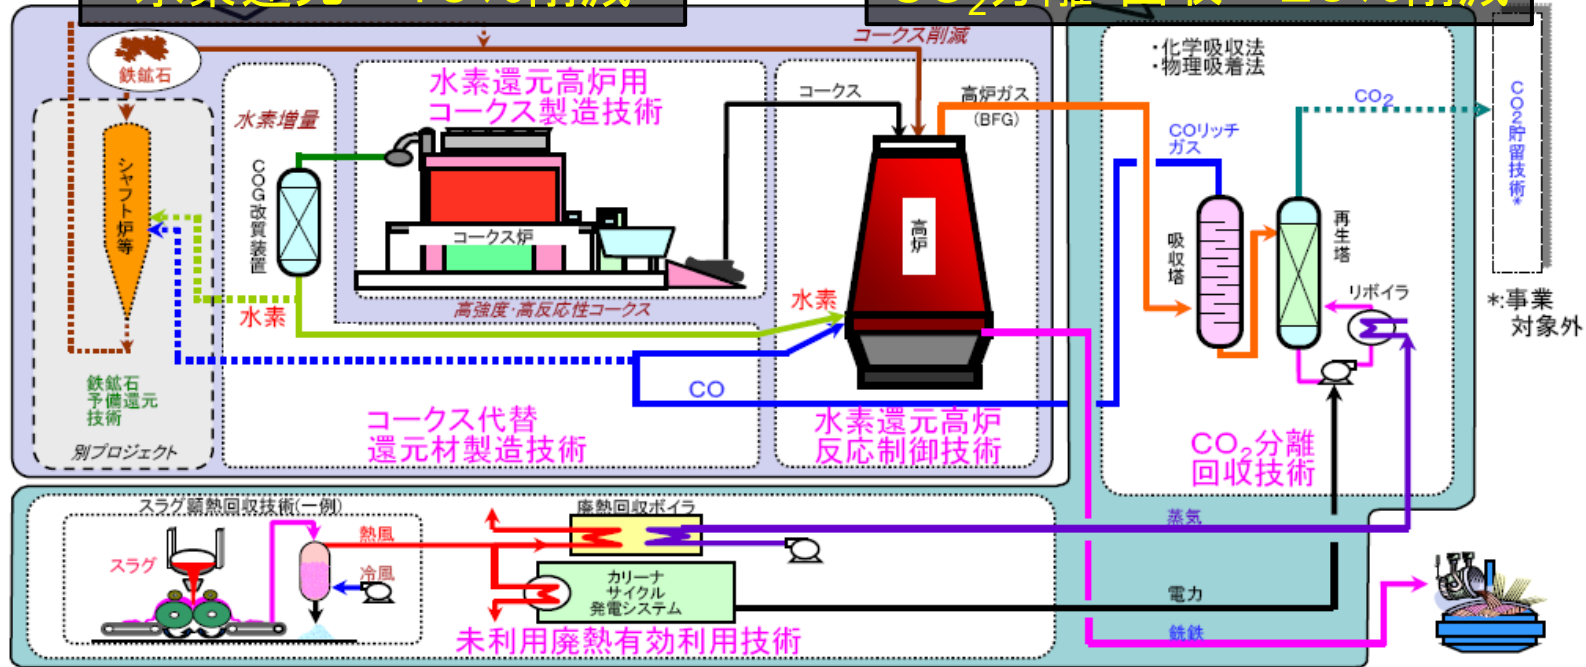 コークス削減
鉄鉱石
シャフト炉等
鉄鉱石
予備還元
技術
別プロジェクト
水素増量
COG改質装置
水素
水素還元高炉用
コークス製造技術
コークス炉
高強度・高反応性コークス
コークス
高炉ガス
(BFG)
高炉
水素
CO
コークス代替
還元材製造技術
水素還元高炉
反応制御技術
・化学吸収法
・物理吸着法
COリッチ
ガス
CO2
吸収塔
再生塔
リボイラ
CO2分離
回収技術
CO2貯留技術*
*:事業
対象外
スラグ顕熱回収技術(一例)
スラグ
熱風
冷風
廃熱回収ボイラ
カリーナ
サイクル
発電システム
未利用廃熱有効利用技術
蒸気
電力
銑鉄